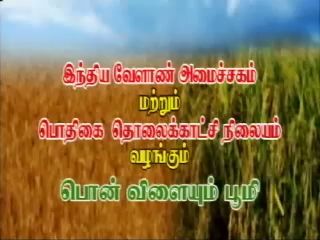 இந்திய வேளாண் அமைச்சகம்
மற்றும்
பொதிகை தொலைக்காட்சி நிலையம்
வழங்கும்
பொன் விளையும் பூமி